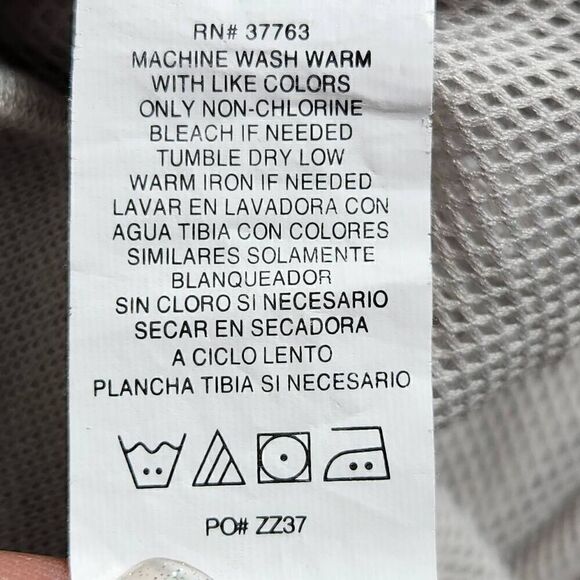 RN# 37763
MACHINE WASH WARM
WITH LIKE COLORS
ONLY NON-CHLORINE
BLEACH IF NEEDED
TUMBLE DRY LOW
WARM IRON IF NEEDED
LAVAR EN LAVADORA CON
AGUA TIBIA CON COLORES
SIMILARES SOLAMENTE
BLANQUEADOR
SIN CLORO SI NECESARIO
SECAR EN SECADORA
A CICLO LENTO
PLANCHA TIBIA SI NECESARIO
PO# ZZ37